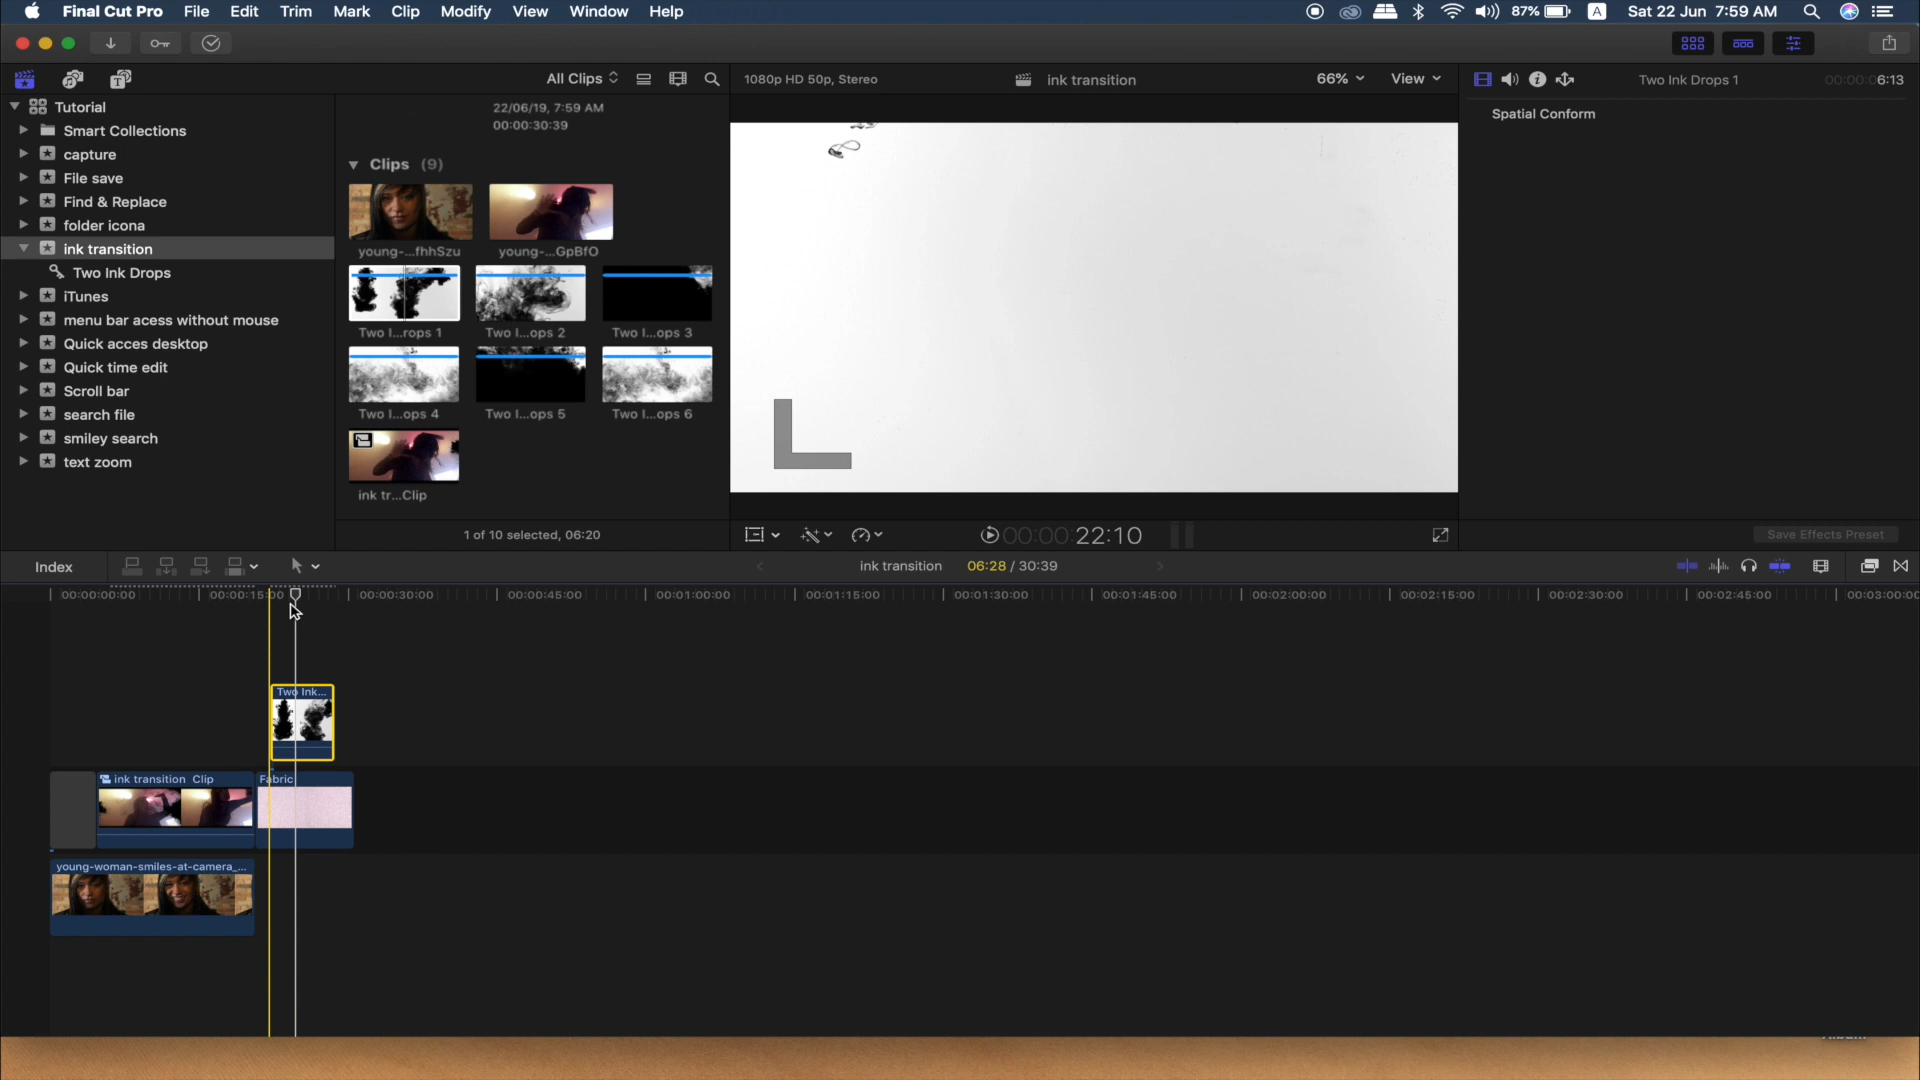 Final Cut Pro File Edit Trim Mark Clip Modify View Window Help 87% A Sat 22 Jun 7:59 AM
All Clips 1080p HD 50p, Stereo ink transition 66% View Two Ink Drops 1 00:00:06:13
Tutorial
Smart Collections
capture
File save
Find & Replace
folder icona
ink transition
Two Ink Drops
iTunes
menu bar acess without mouse
Quick acces desktop
Quick time edit
Scroll bar
search file
smiley search
text zoom
22/06/19, 7:59 AM
00:00:30:39
Clips (9)
young-...fhhSzu young-...GpBfO
Two I...rops 1 Two I...ops 2 Two I...ops 3
Two I...ops 4 Two I...ops 5 Two I...ops 6
ink tr...Clip
1 of 10 selected, 06:20
L
Spatial Conform
00:00:22:10
Save Effects Preset
Index ink transition 06:28 / 30:39
00:00:00:00 00:00:15:00 00:00:30:00 00:00:45:00 00:01:00:00 00:01:15:00 00:01:30:00 00:01:45:00 00:02:00:00 00:02:15:00 00:02:30:00 00:02:45:00 00:03:00:00
Two Ink...
ink transition Clip Fabric
young-woman-smiles-at-camera_...